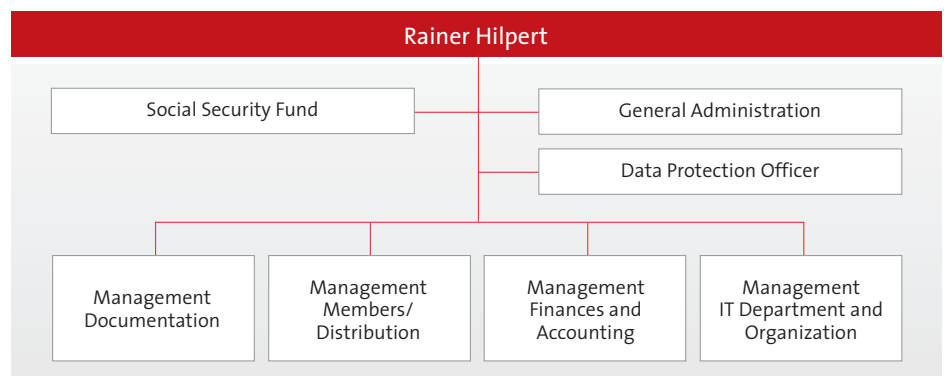 Rainer Hilpert
Social Security Fund
General Administration
Data Protection Officer
Management
Documentation
Management
Members/
Distribution
Management
Finances and
Accounting
Management
IT Department and
Organization